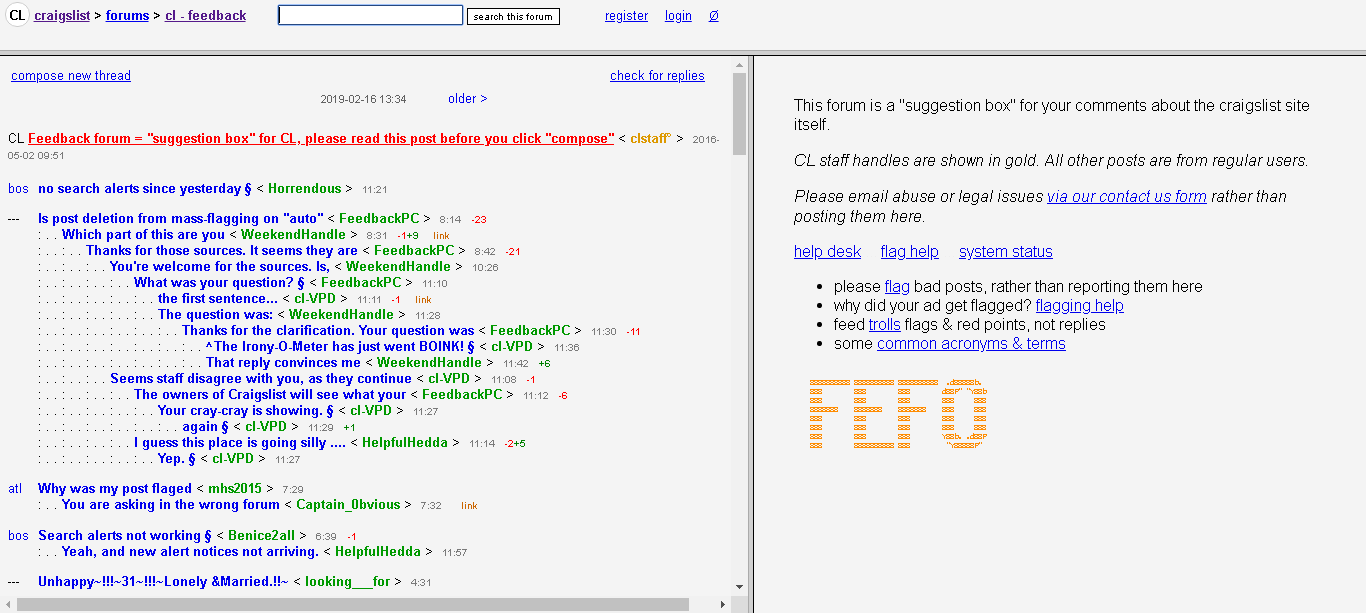 CL craigslist > forums > cl - feedback search this forum register login Ø
compose new thread check for replies
2019-02-16 13:34 older >
CL Feedback forum = "suggestion box" for CL, please read this post before you click "compose" < clstaff° > 2016-
05-02 09:51
bos no search alerts since yesterday § < Horrendous > 11:21
--- Is post deletion from mass-flagging on "auto" < FeedbackPC > 8:14 -23
: . . Which part of this are you < WeekendHandle > 8:31 -1+9 link
: . . : . . Thanks for those sources. It seems they are < FeedbackPC > 8:42 -21
: . . : . . : . . You're welcome for the sources. Is, < WeekendHandle > 10:26
: . . : . . : . . : . . What was your question? § < FeedbackPC > 11:10
: . . : . . : . . : . . : . . the first sentence... < cl-VPD > 11:11 -1 link
: . . : . . : . . : . . : . . The question was: < WeekendHandle > 11:28
: . . : . . : . . : . . : . . : . . Thanks for the clarification. Your question was < FeedbackPC > 11:30 -11
: . . : . . : . . : . . : . . : . . : . . ^The Irony-O-Meter has just went BOINK! § < cl-VPD > 11:36
: . . : . . : . . : . . : . . : . . : . . That reply convinces me < WeekendHandle > 11:42 +6
: . . : . . : . . Seems staff disagree with you, as they continue < cl-VPD > 11:08 -1
: . . : . . : . . : . . The owners of Craigslist will see what your < FeedbackPC > 11:12 -6
: . . : . . : . . : . . : . . Your cray-cray is showing. § < cl-VPD > 11:27
: . . : . . : . . : . . : . . : . . again § < cl-VPD > 11:29 +1
: . . : . . : . . : . . I guess this place is going silly .... < HelpfulHedda > 11:14 -2+5
: . . : . . : . . : . . : . . Yep. § < cl-VPD > 11:27
atl Why was my post flaged < mhs2015 > 7:29
: . . You are asking in the wrong forum < Captain_0bvious > 7:32 link
bos Search alerts not working § < Benice2all > 6:39 -1
: . . Yeah, and new alert notices not arriving. < HelpfulHedda > 11:57
--- Unhappy~!!!~31~!!!~Lonely &Married.!!~ < looking___for > 4:31
This forum is a "suggestion box" for your comments about the craigslist site
itself.
CL staff handles are shown in gold. All other posts are from regular users.
Please email abuse or legal issues via our contact us form rather than
posting them here.
help desk flag help system status
• please flag bad posts, rather than reporting them here
• why did your ad get flagged? flagging help
• feed trolls flags & red points, not replies
• some common acronyms & terms
FEFO